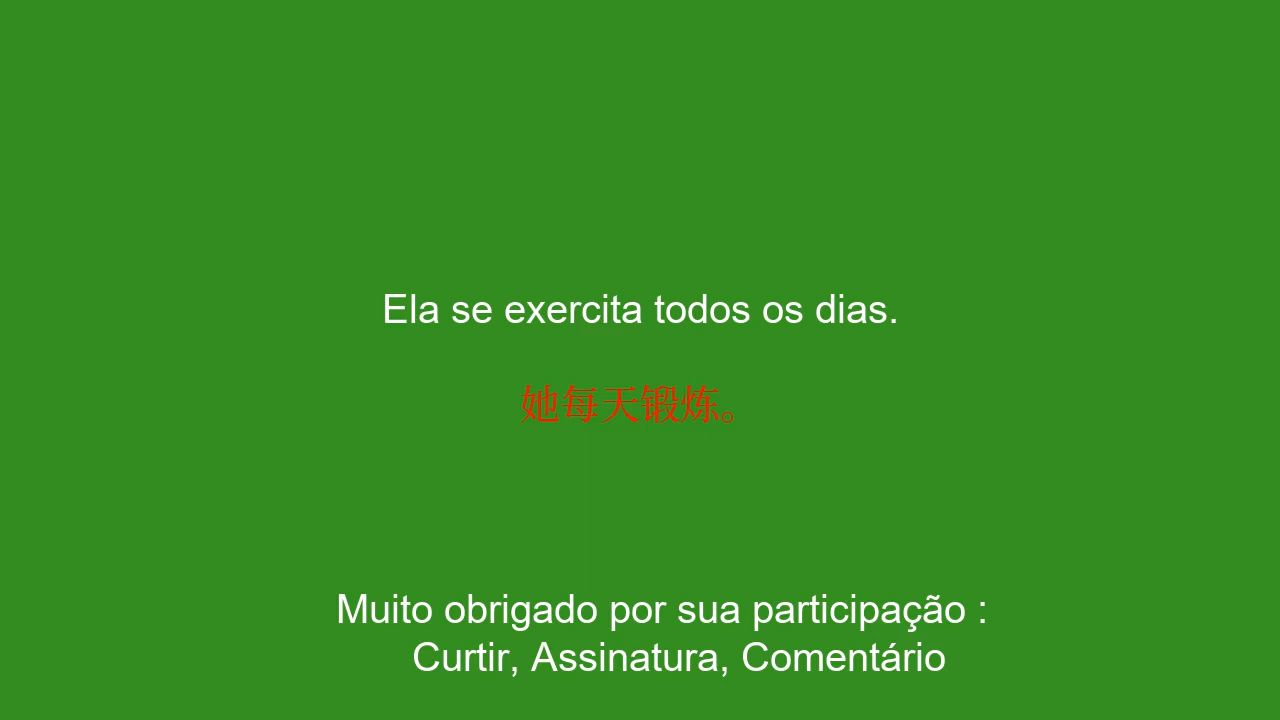 Ela se exercita todos os dias.
她每天锻炼。
Muito obrigado por sua participação :
Curtir, Assinatura, Comentário